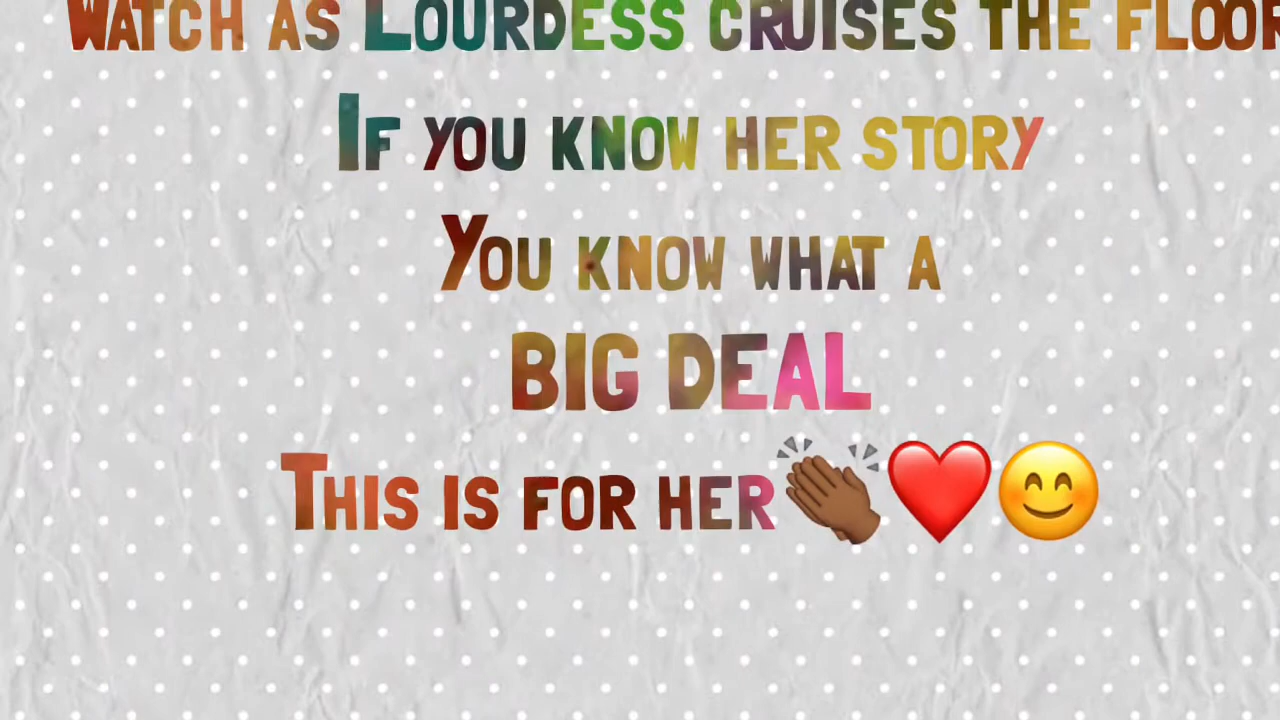 Watch as Lourdess cruises the floor
If you know her story
You know what a
BIG DEAL
This is for her👏🏾❤️😊